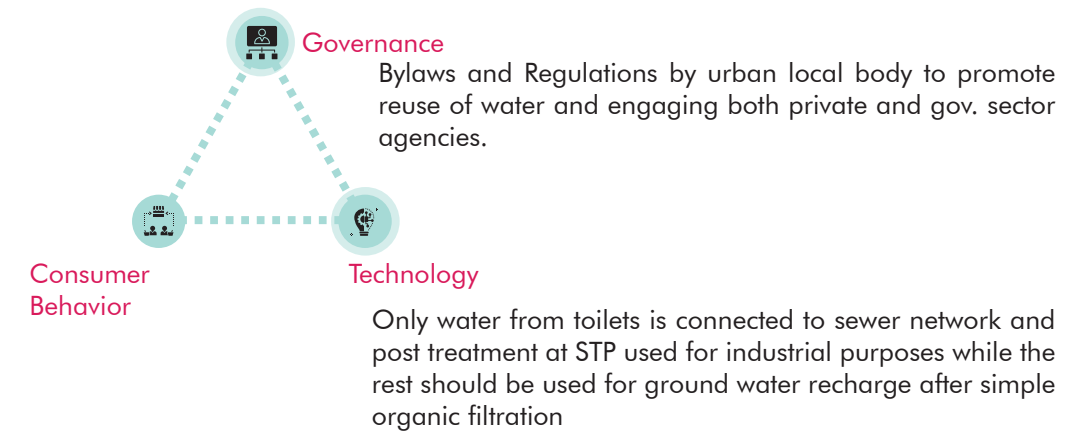 Governance
Bylaws and Regulations by urban local body to promote
reuse of water and engaging both private and gov. sector
agencies.
Consumer
Behavior
Technology
Only water from toilets is connected to sewer network and
post treatment at STP used for industrial purposes while the
rest should be used for ground water recharge after simple
organic filtration